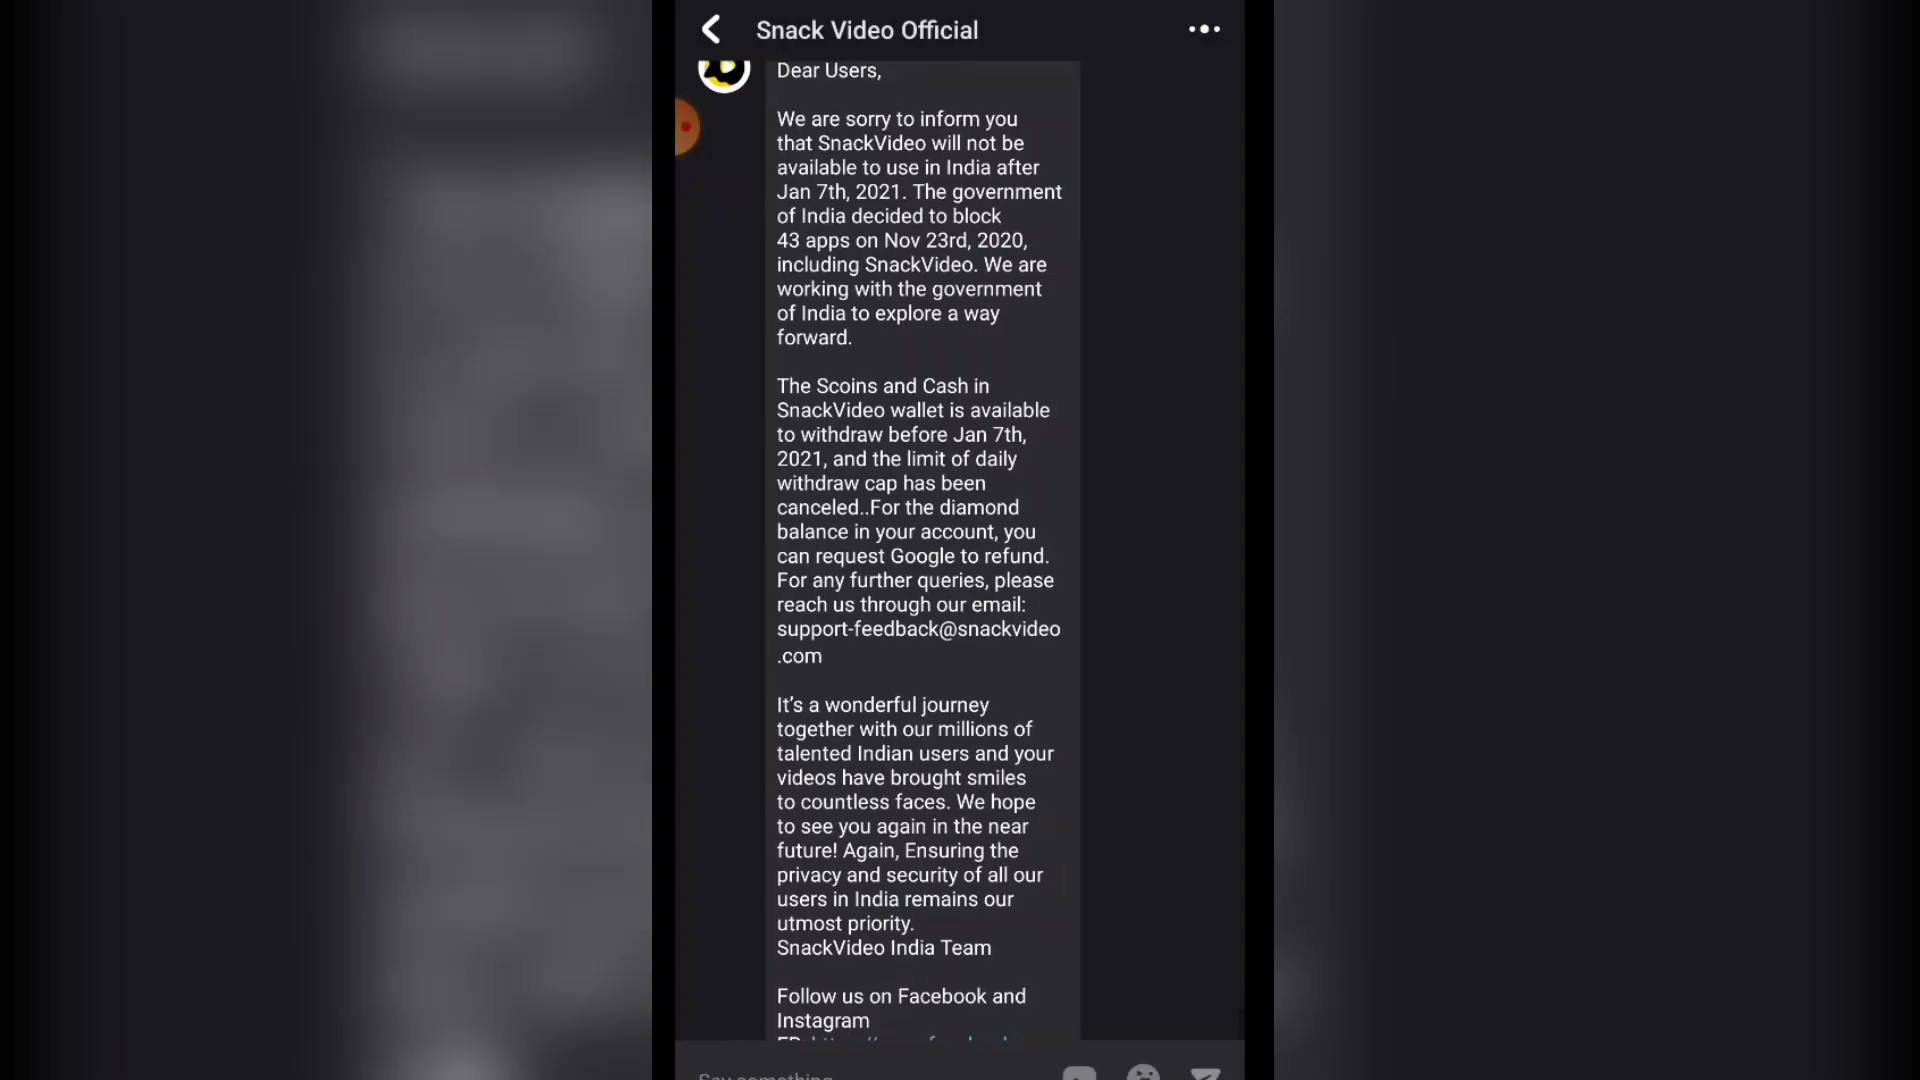 Snack Video Official
Dear Users,
We are sorry to inform you
that SnackVideo will not be
available to use in India after
Jan 7th, 2021. The government
of India decided to block
43 apps on Nov 23rd, 2020,
including SnackVideo. We are
working with the government
of India to explore a way
forward.
The Scoins and Cash in
SnackVideo wallet is available
to withdraw before Jan 7th,
2021, and the limit of daily
withdraw cap has been
canceled..For the diamond
balance in your account, you
can request Google to refund.
For any further queries, please
reach us through our email:
support-feedback@snackvideo
.com
It's a wonderful journey
together with our millions of
talented Indian users and your
videos have brought smiles
to countless faces. We hope
to see you again in the near
future! Again, Ensuring the
privacy and security of all our
users in India remains our
utmost priority.
SnackVideo India Team
Follow us on Facebook and
Instagram